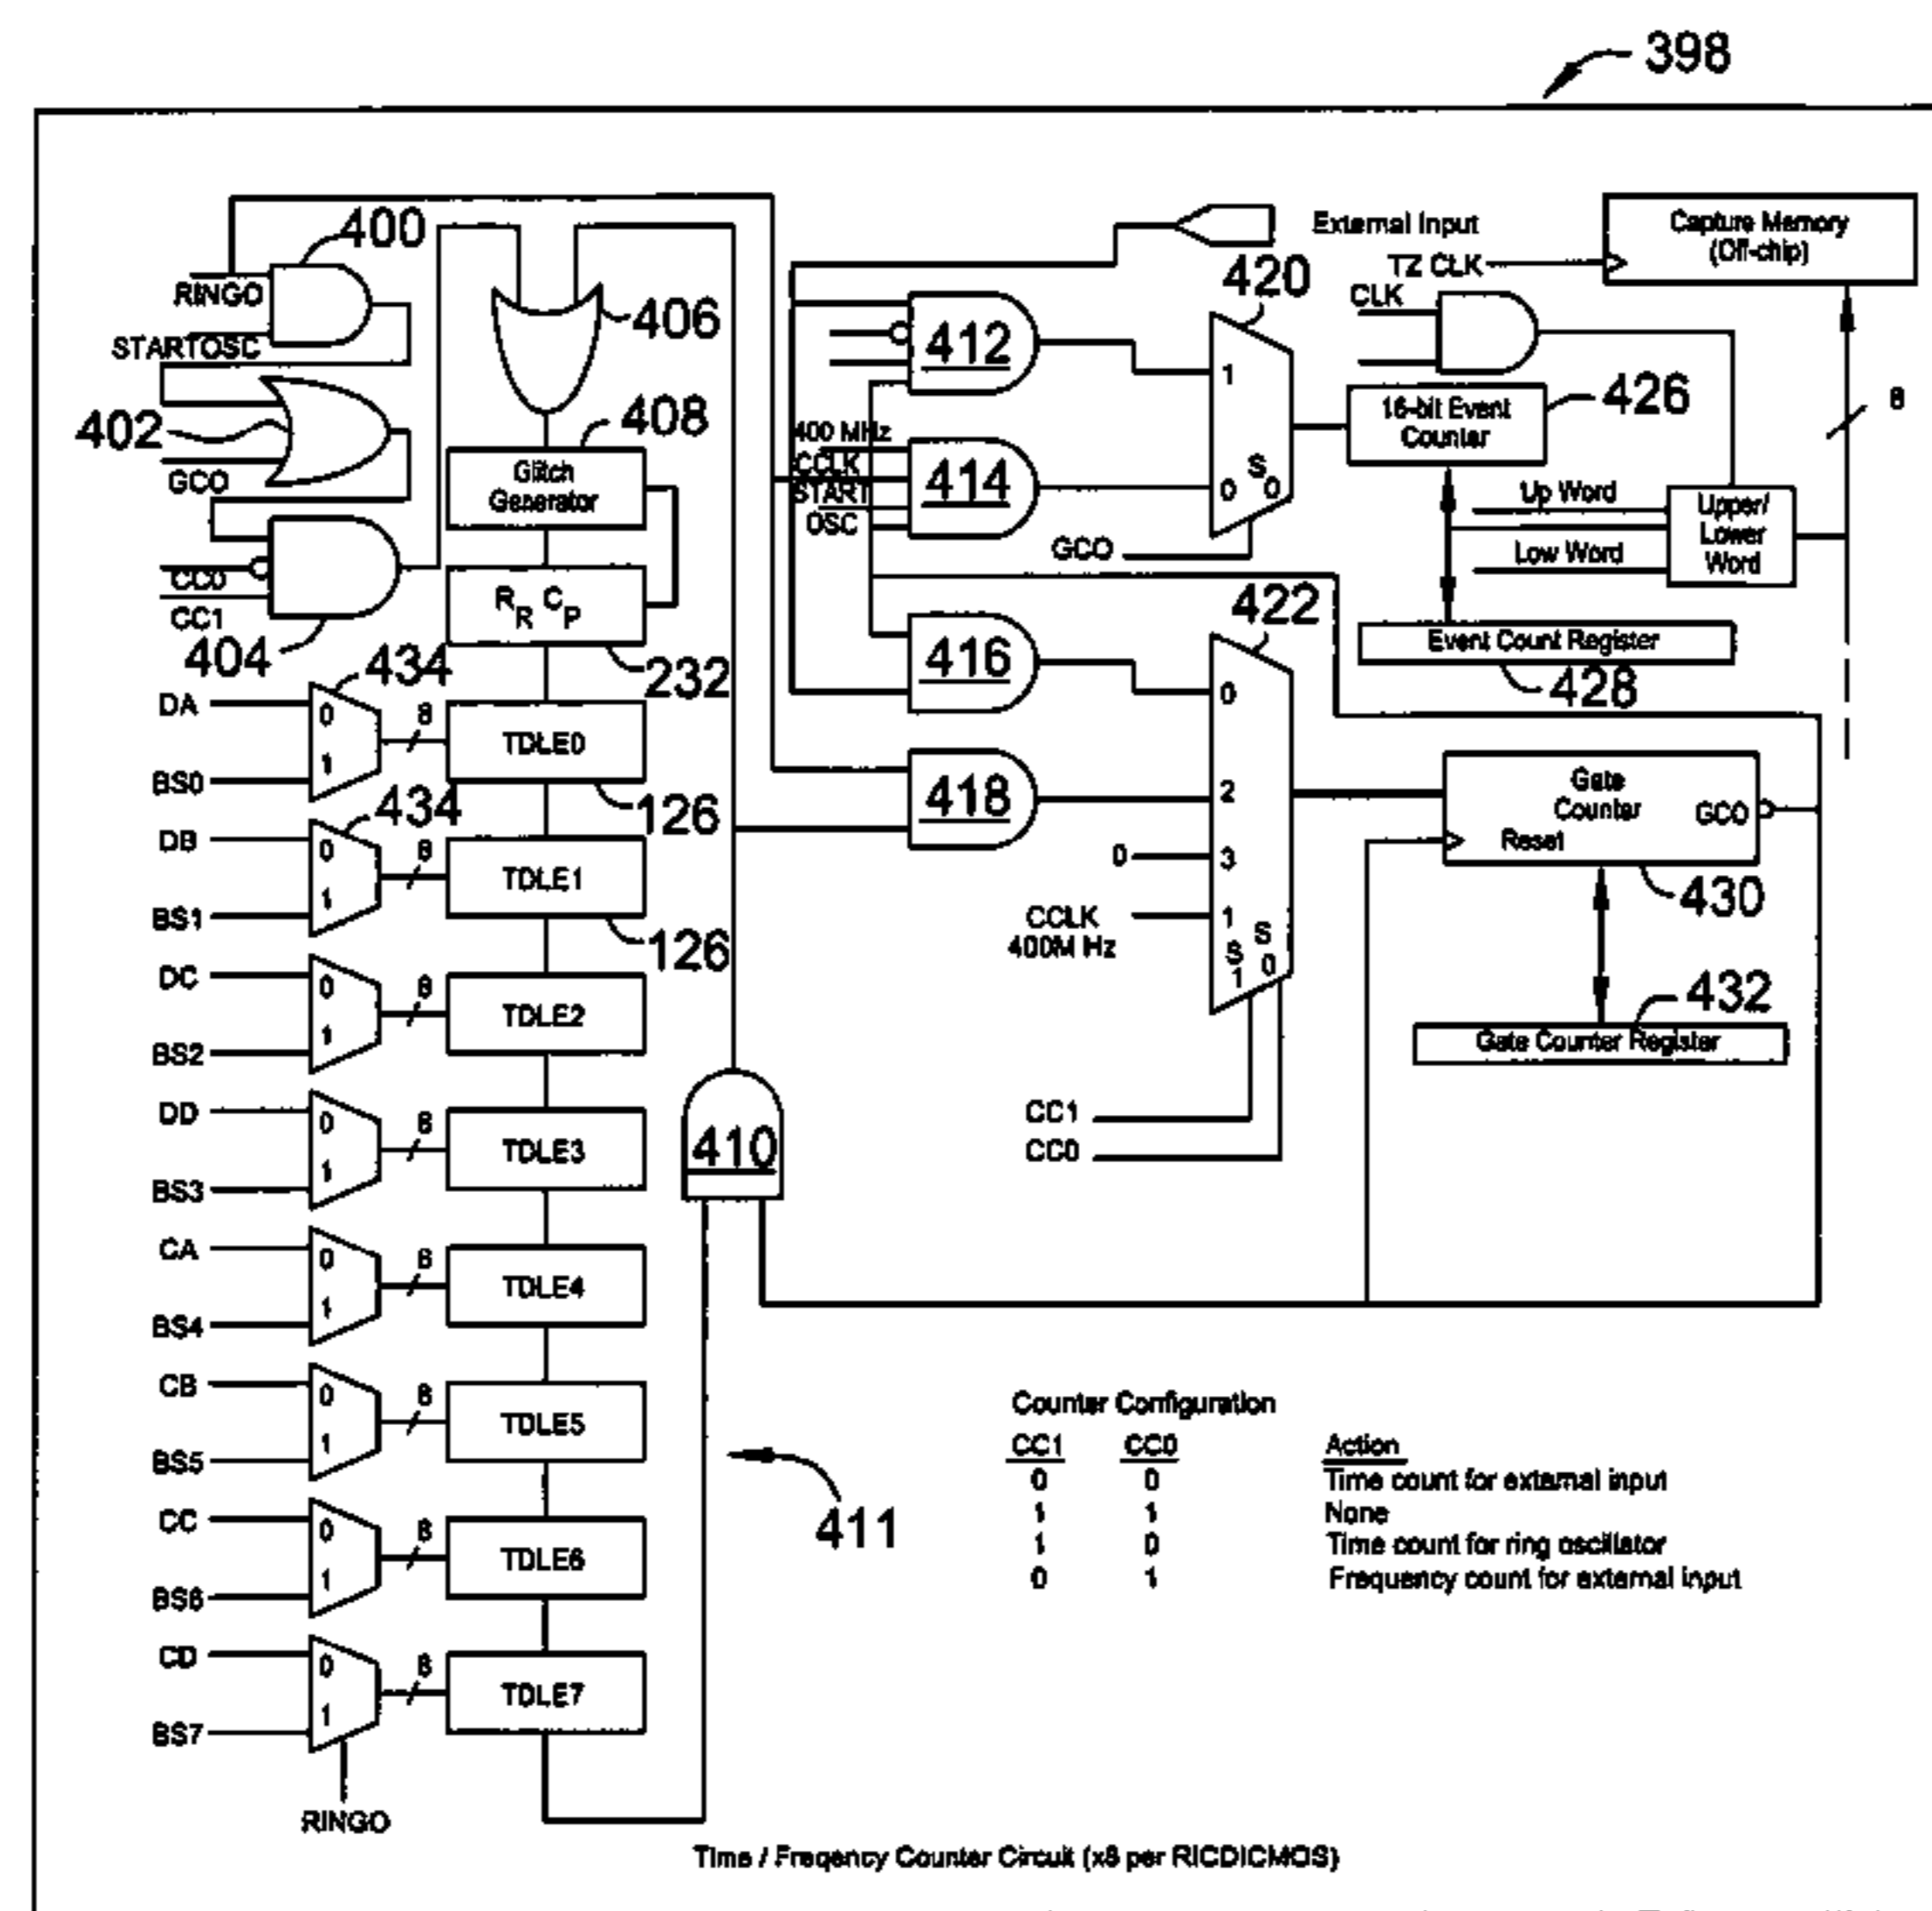 398
400
RINGO
STARTOSC
402
GCO
CC0
CC1
404
406
408
Glitch
Generator
R R C P
232
External Input
TZ CLK
Capture Memory
(Off-chip)
CLK
8
412
400 MHz
CCLK
START
OSC
414
416
418
420
1
0
S
0
GCO
16-bit Event
Counter
426
Up Word
Low Word
Upper/
Lower
Word
Event Count Register
428
422
0
2
0
3
CCLK
400M Hz
1
S
1
S
0
CC1
CC0
Gate
Counter
GCO
Reset
430
432
Gate Counter Register
DA
BS0
0
1
434
8
TDLE0
126
DB
BS1
0
1
434
8
TDLE1
126
DC
BS2
0
1
8
TDLE2
DD
BS3
0
1
8
TDLE3
CA
BS4
0
1
8
TDLE4
CB
BS5
0
1
8
TDLE5
CC
BS6
0
1
8
TDLE6
CD
BS7
0
1
8
TDLE7
RINGO
410
411
Counter Configuration
CC1 CC0 Action
0 0 Time count for external input
1 1 None
1 0 Time count for ring oscillator
0 1 Frequency count for external input
Time / Freqency Counter Circuit (x8 per RICDICMOS)